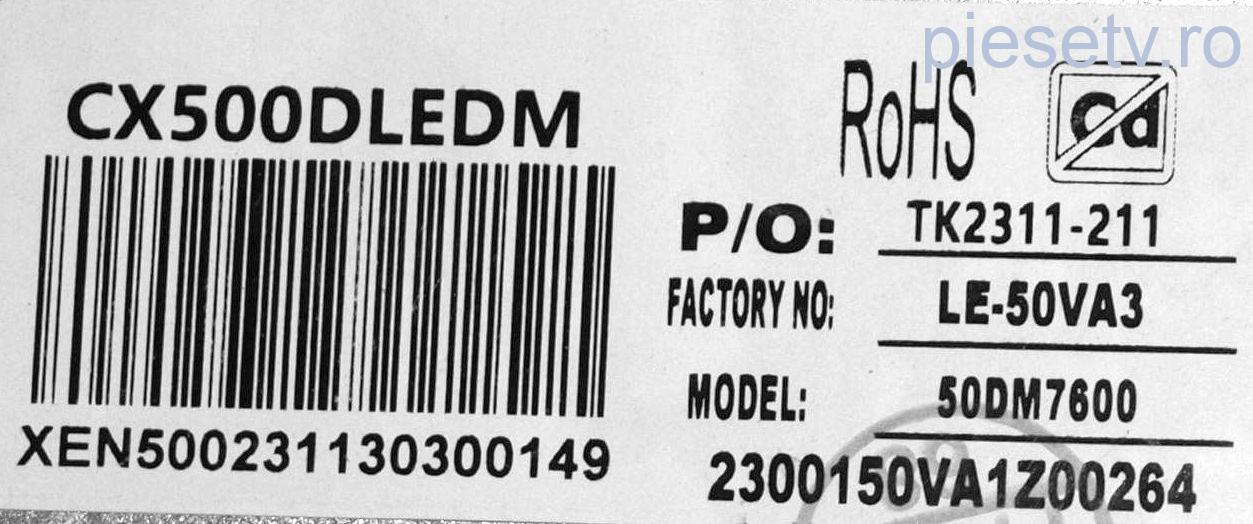 piesetv.ro
CX500DLEDM
XEN500231130300149
RoHS Cd
P/O: TK2311-211
FACTORY NO: LE-50VA3
MODEL: 50DM7600
2300150VA1Z00264